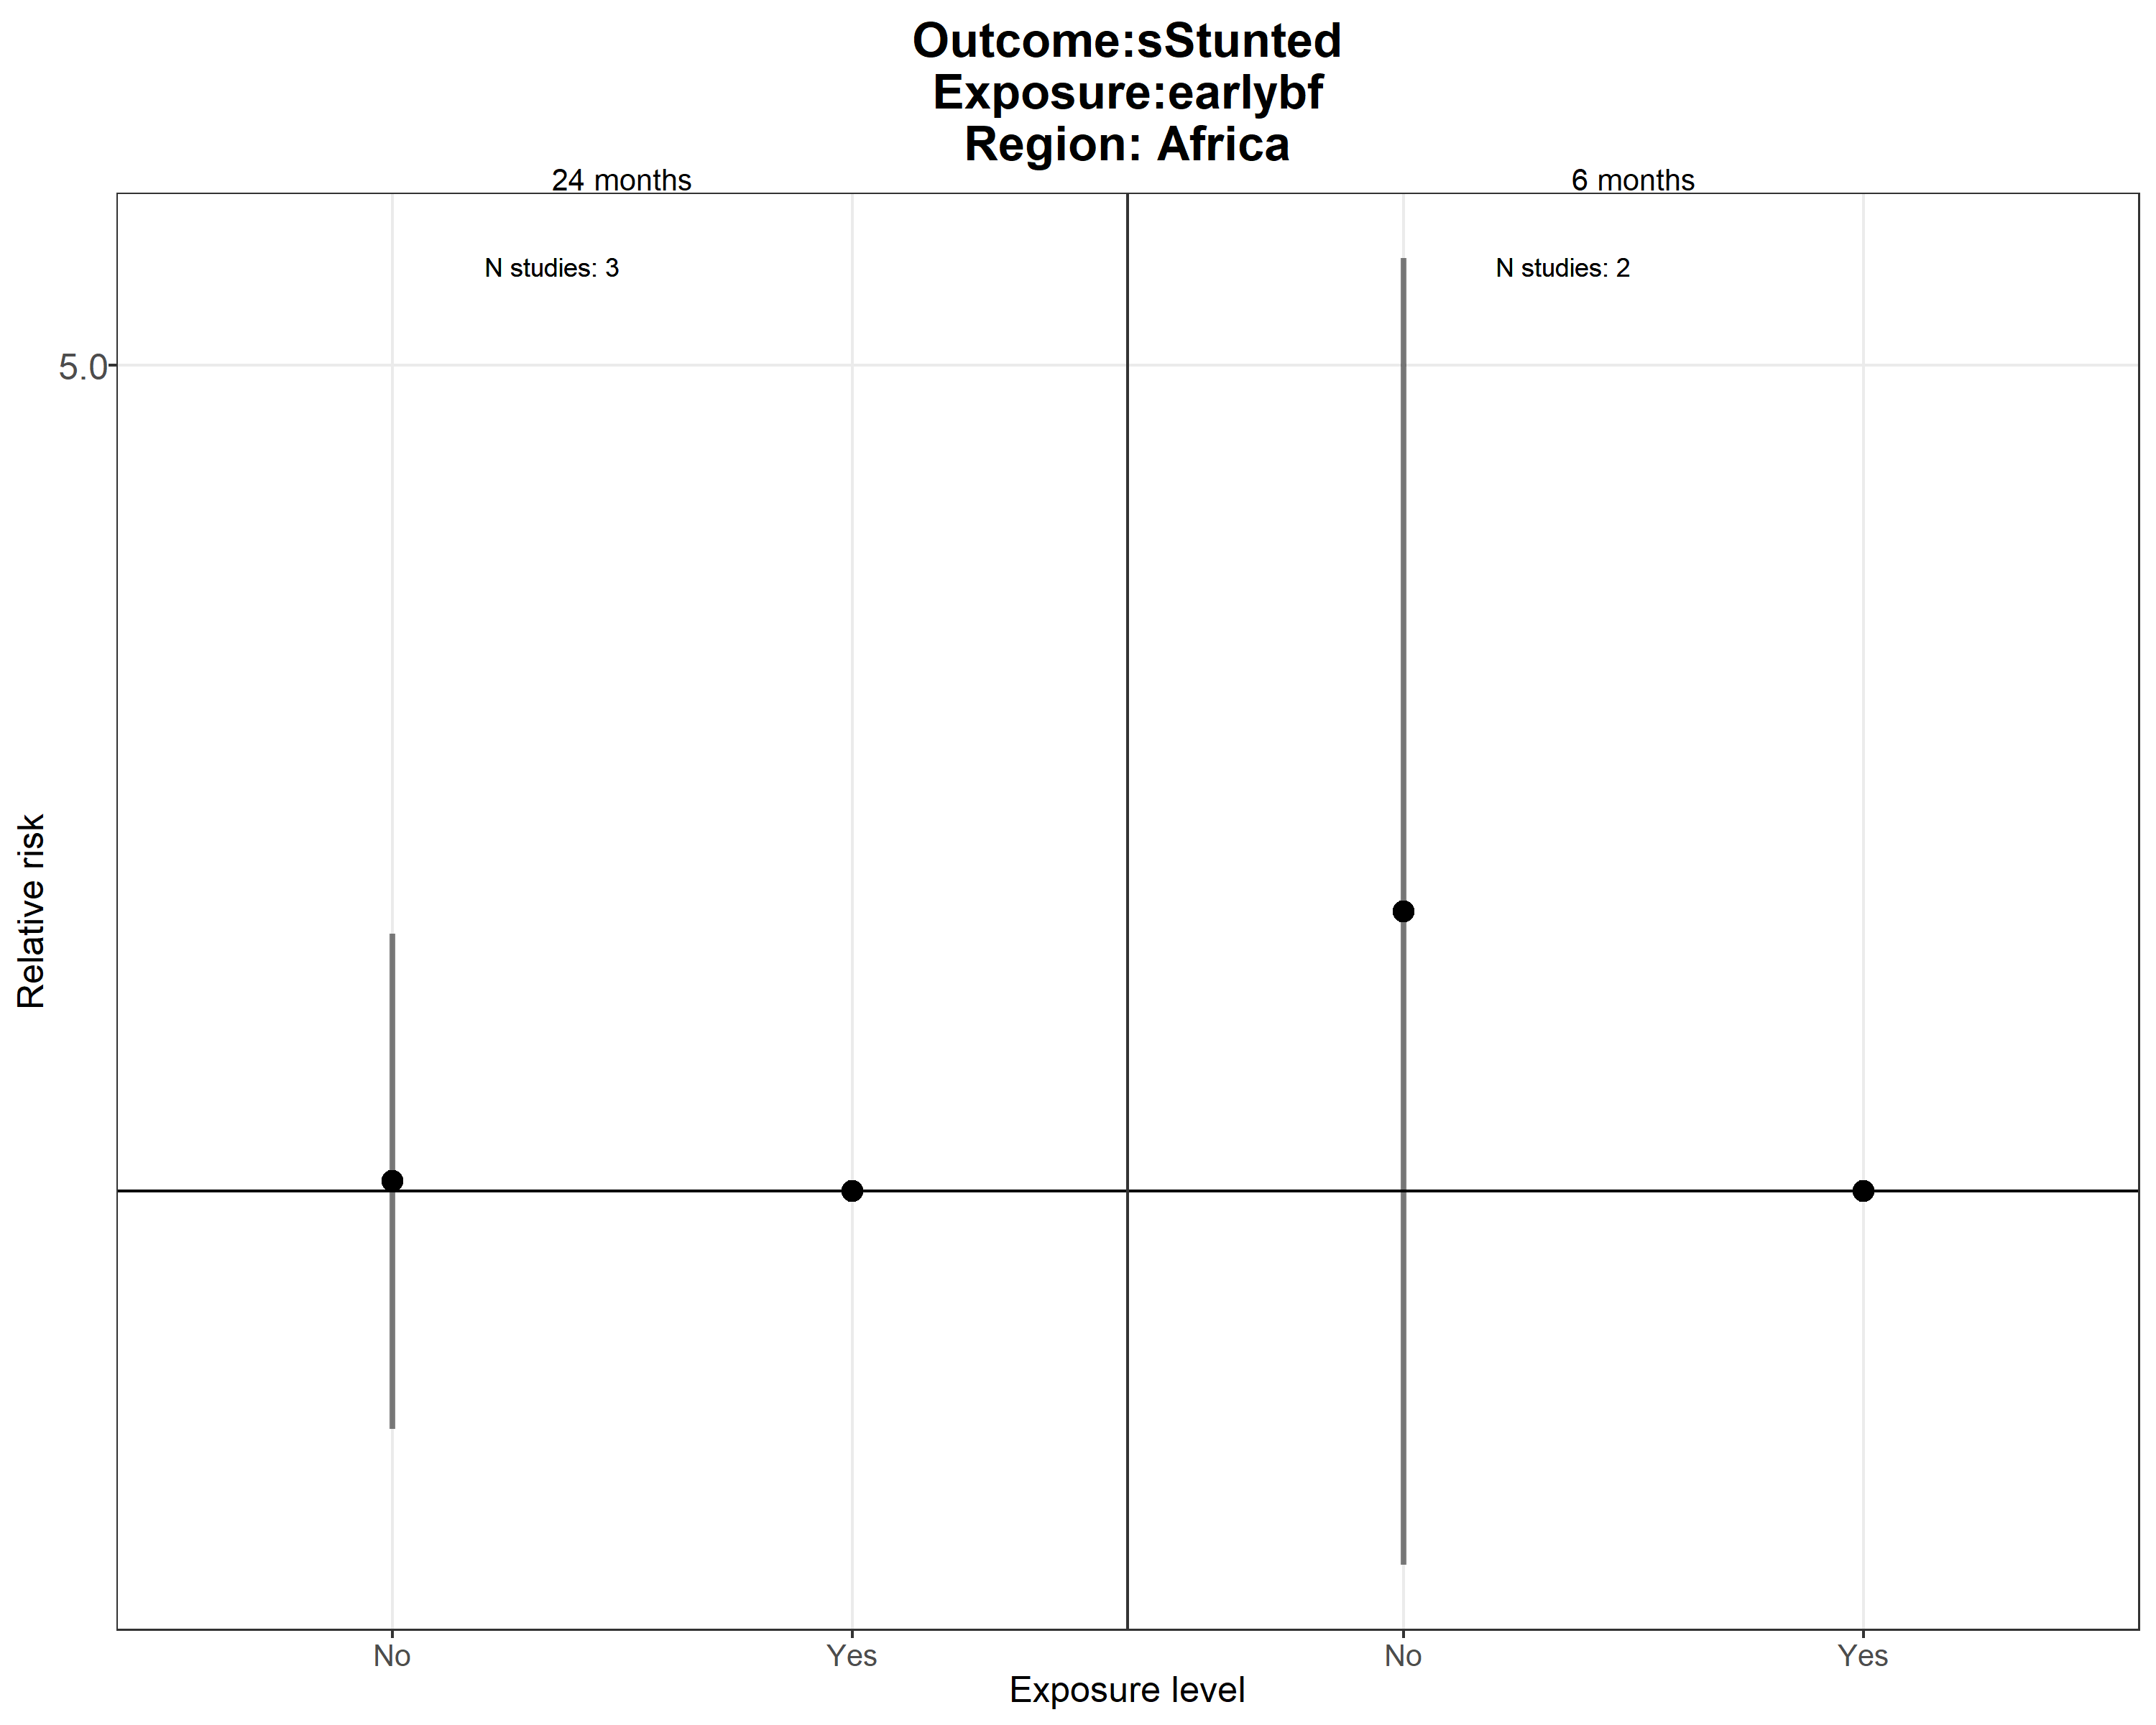 Outcome:sStunted
Exposure:earlybf
Region: Africa
24 months
6 months
N studies: 3
N studies: 2
5.0
Relative risk
No
Yes
No
Yes
Exposure level